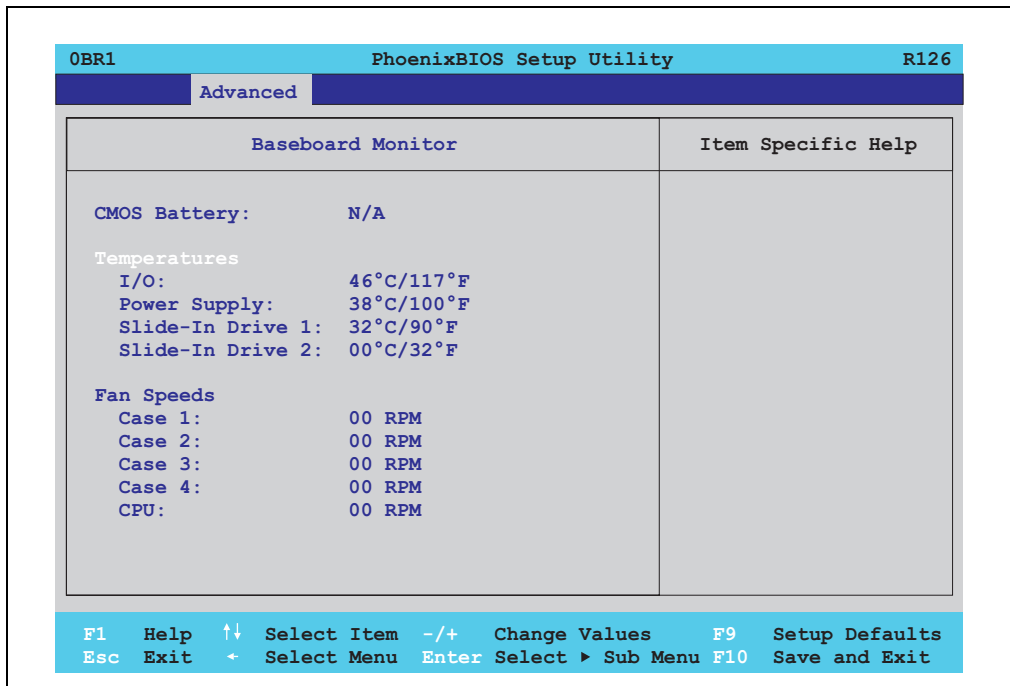 0BR1 PhoenixBIOS Setup Utility R126
Advanced
Baseboard Monitor Item Specific Help
CMOS Battery: N/A
Temperatures
I/O: 46°C/117°F
Power Supply: 38°C/100°F
Slide-In Drive 1: 32°C/90°F
Slide-In Drive 2: 00°C/32°F
Fan Speeds
Case 1: 00 RPM
Case 2: 00 RPM
Case 3: 00 RPM
Case 4: 00 RPM
CPU: 00 RPM
F1 Help ↑↓ Select Item -/+ Change Values F9 Setup Defaults
Esc Exit ← Select Menu Enter Select ▶ Sub Menu F10 Save and Exit